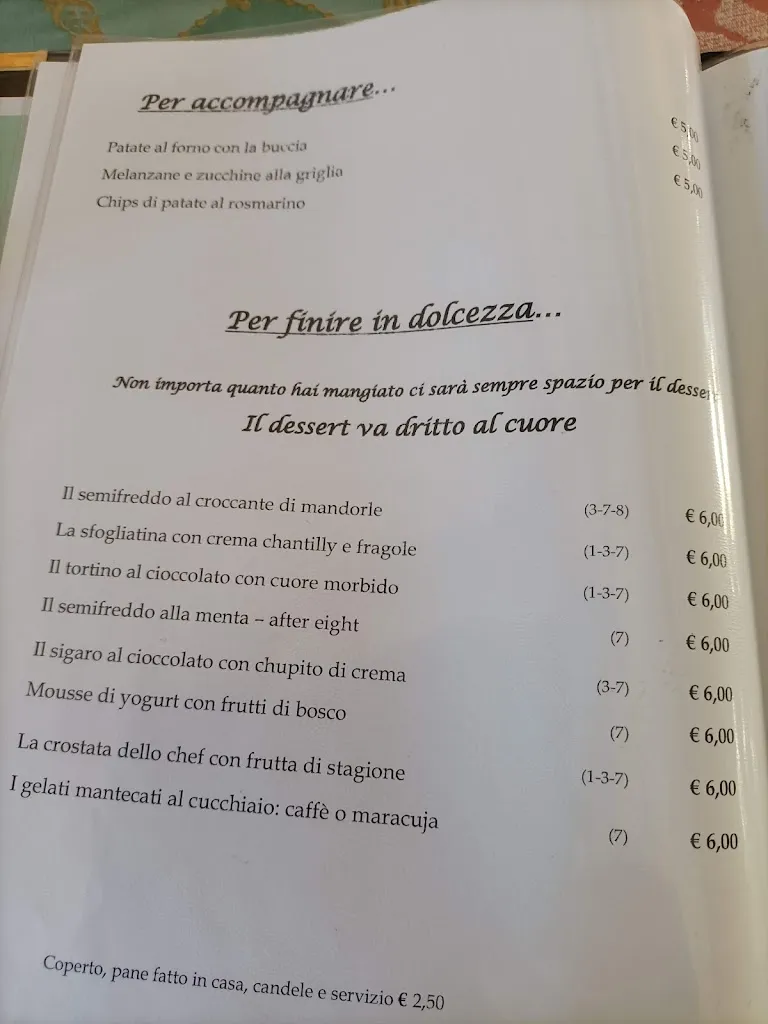 Per accompagnare...
Patate al forno con la buccia € 5,00
Melanzane e zucchine alla griglia € 5,00
Chips di patate al rosmarino € 5,00
Per finire in dolcezza...
Non importa quanto hai mangiato ci sarà sempre spazio per il dessert
Il dessert va dritto al cuore
Il semifreddo al croccante di mandorle (3-7-8) € 6,00
La sfogliatina con crema chantilly e fragole (1-3-7) € 6,00
Il tortino al cioccolato con cuore morbido (1-3-7) € 6,00
Il semifreddo alla menta – after eight (7) € 6,00
Il sigaro al cioccolato con chupito di crema (3-7) € 6,00
Mousse di yogurt con frutti di bosco (7) € 6,00
La crostata dello chef con frutta di stagione (1-3-7) € 6,00
I gelati mantecati al cucchiaio: caffè o maracuja (7) € 6,00
Coperto, pane fatto in casa, candele e servizio € 2,50